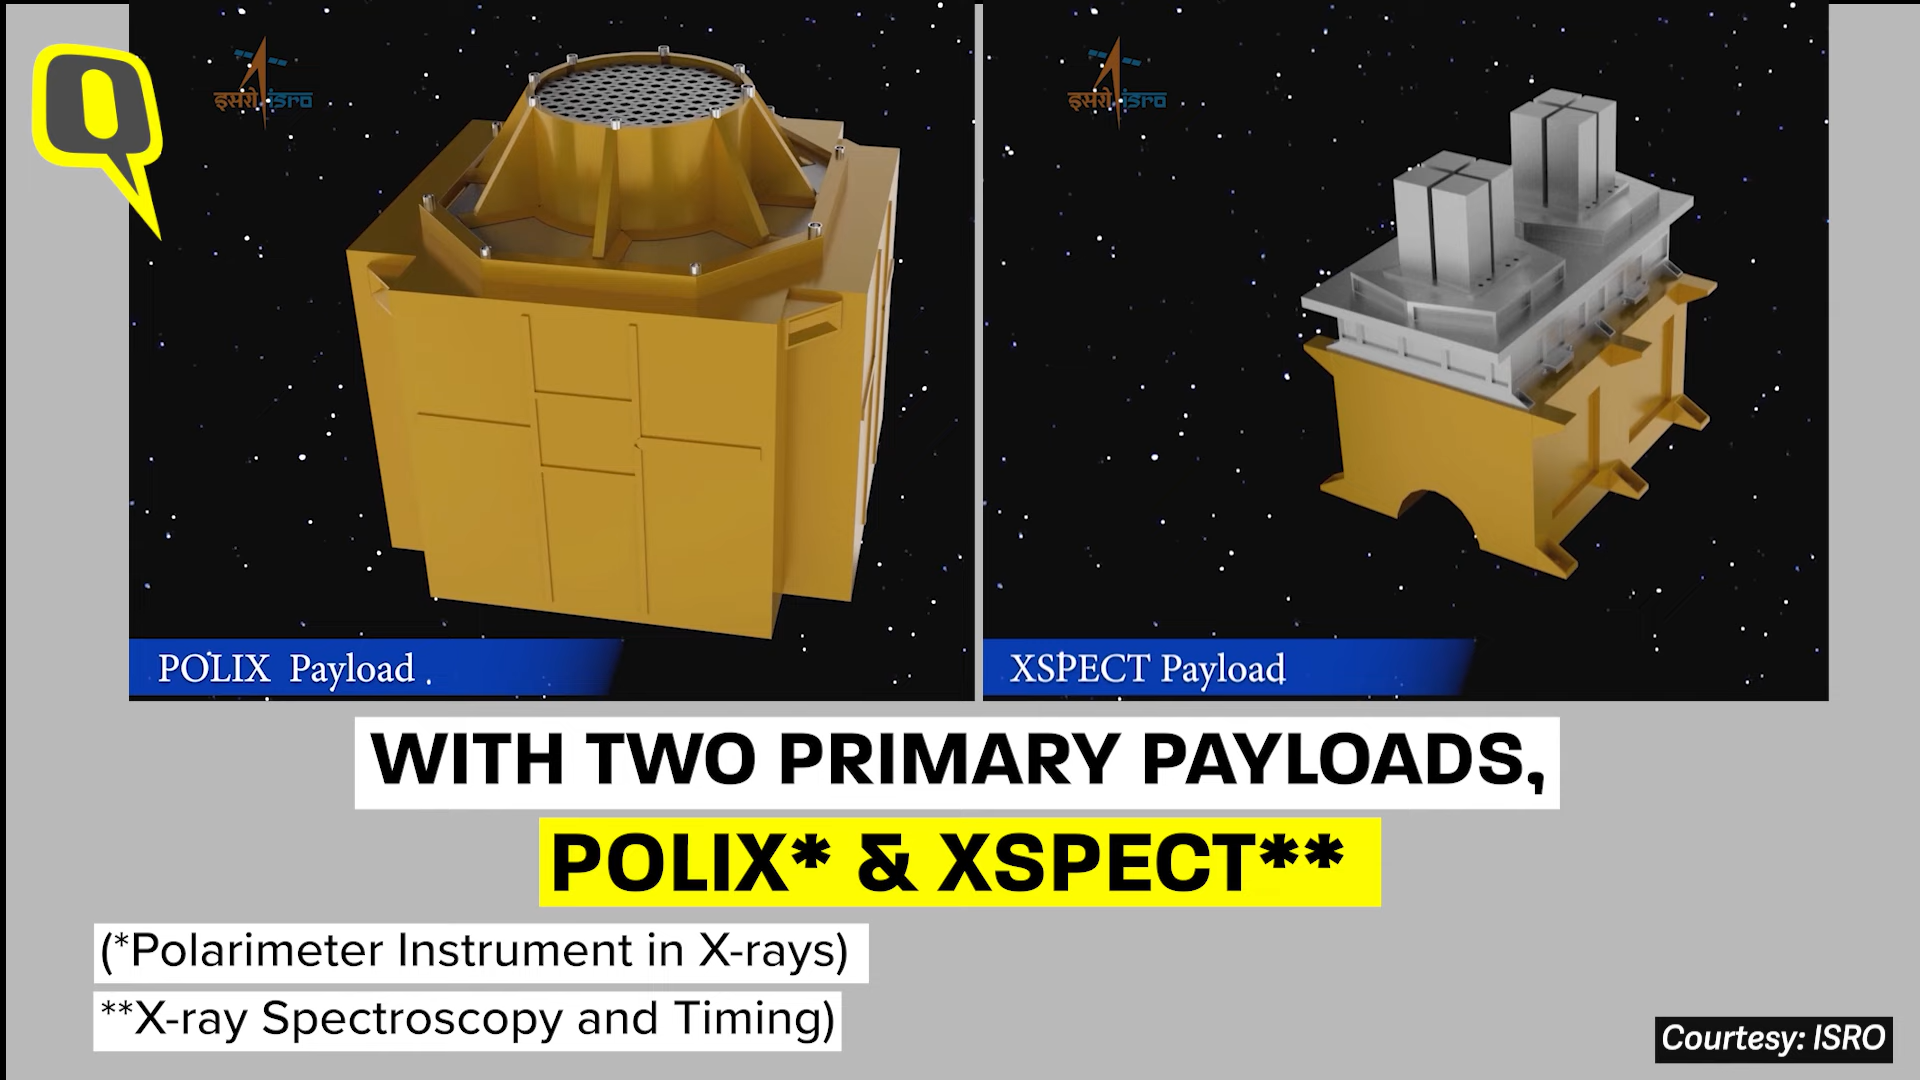 Q
इसरो isro
इसरो isro
POLIX Payload
XSPECT Payload
WITH TWO PRIMARY PAYLOADS,
POLIX* & XSPECT**
(*Polarimeter Instrument in X-rays)
**X-ray Spectroscopy and Timing)
Courtesy: ISRO